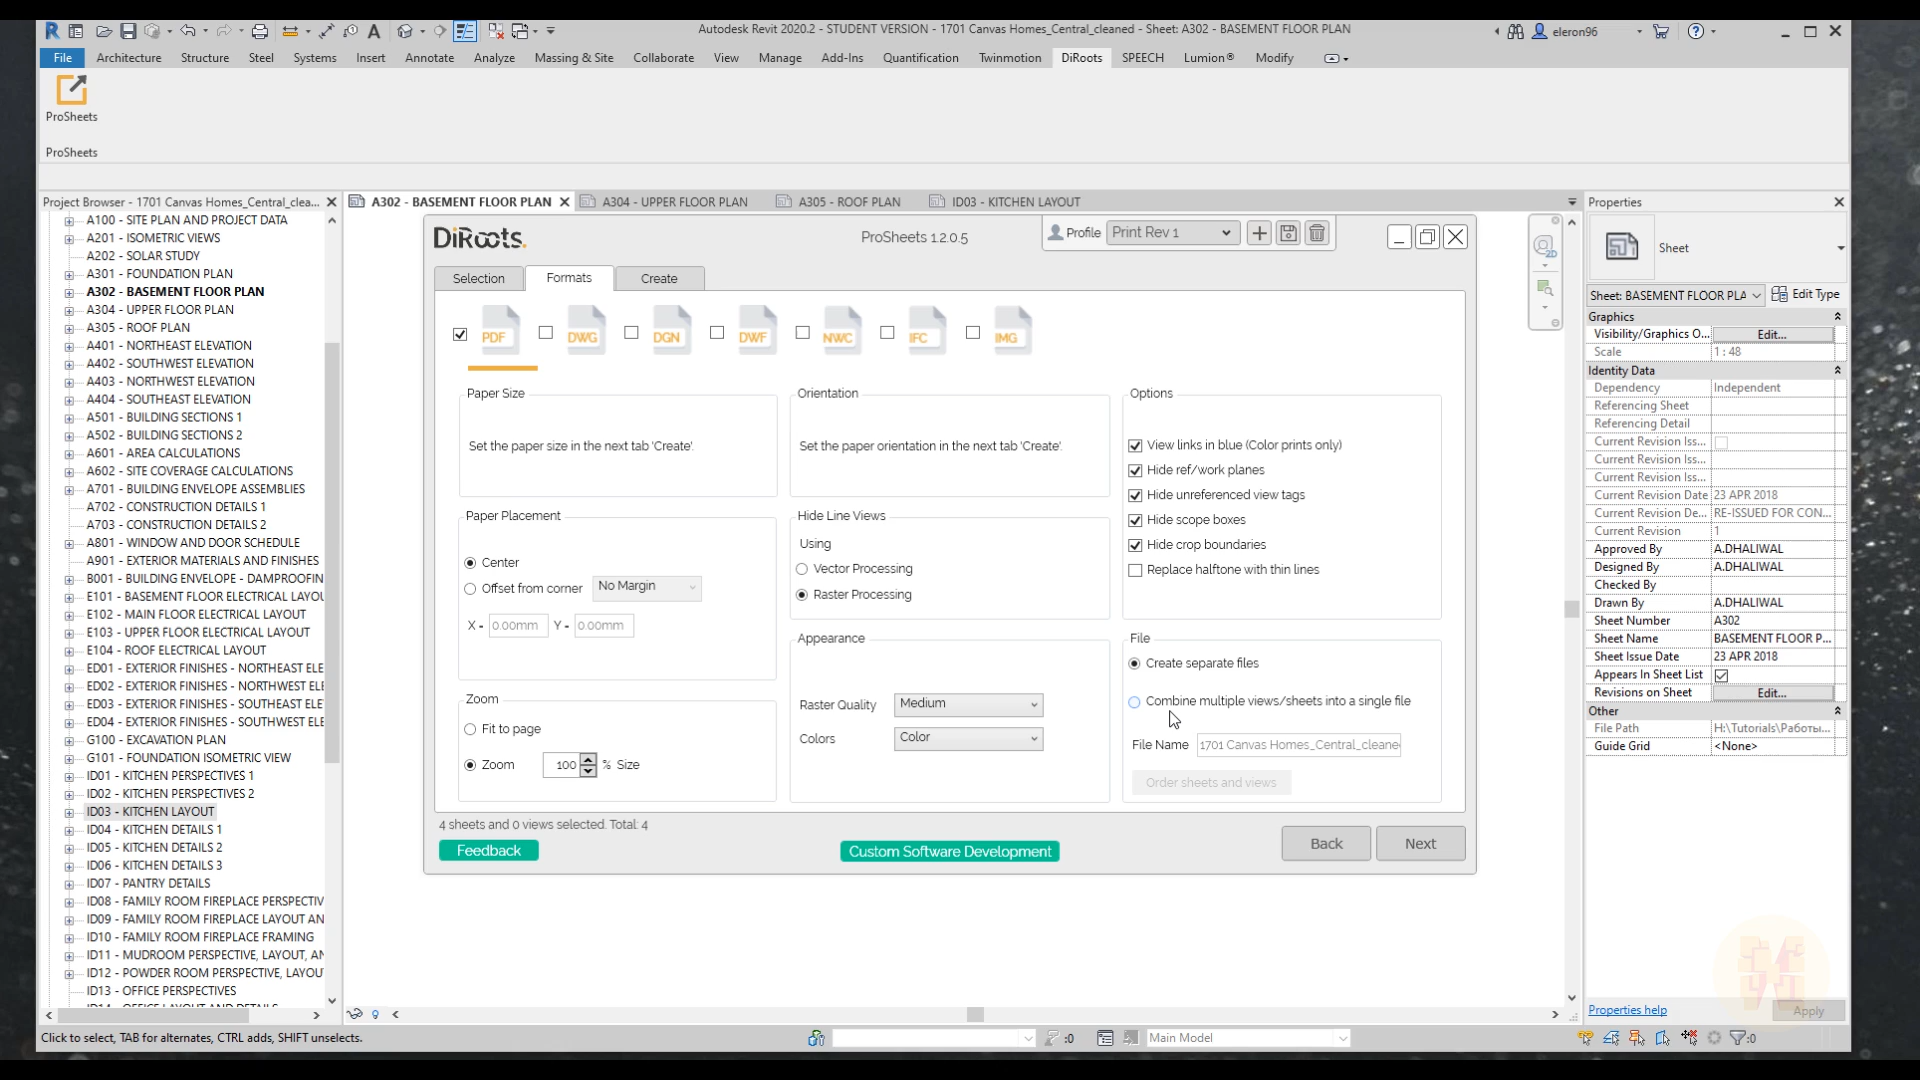 Autodesk Revit 2020.2 - STUDENT VERSION - 1701 Canvas Homes_Central_cleaned - Sheet: A302 - BASEMENT FLOOR PLAN
eleron96
File Architecture Structure Steel Systems Insert Annotate Analyze Massing & Site Collaborate View Manage Add-Ins Quantification Twinmotion DiRoots SPEECH Lumion® Modify
ProSheets
ProSheets
Project Browser - 1701 Canvas Homes_Central_clea...
A100 - SITE PLAN AND PROJECT DATA
A201 - ISOMETRIC VIEWS
A202 - SOLAR STUDY
A301 - FOUNDATION PLAN
A302 - BASEMENT FLOOR PLAN
A304 - UPPER FLOOR PLAN
A305 - ROOF PLAN
A401 - NORTHEAST ELEVATION
A402 - SOUTHWEST ELEVATION
A403 - NORTHWEST ELEVATION
A404 - SOUTHEAST ELEVATION
A501 - BUILDING SECTIONS 1
A502 - BUILDING SECTIONS 2
A601 - AREA CALCULATIONS
A602 - SITE COVERAGE CALCULATIONS
A701 - BUILDING ENVELOPE ASSEMBLIES
A702 - CONSTRUCTION DETAILS 1
A703 - CONSTRUCTION DETAILS 2
A801 - WINDOW AND DOOR SCHEDULE
A901 - EXTERIOR MATERIALS AND FINISHES
B001 - BUILDING ENVELOPE - DAMPROOFIN
E101 - BASEMENT FLOOR ELECTRICAL LAYOU
E102 - MAIN FLOOR ELECTRICAL LAYOUT
E103 - UPPER FLOOR ELECTRICAL LAYOUT
E104 - ROOF ELECTRICAL LAYOUT
ED01 - EXTERIOR FINISHES - NORTHEAST ELE
ED02 - EXTERIOR FINISHES - NORTHWEST ELE
ED03 - EXTERIOR FINISHES - SOUTHEAST ELE
ED04 - EXTERIOR FINISHES - SOUTHWEST ELE
G100 - EXCAVATION PLAN
G101 - FOUNDATION ISOMETRIC VIEW
ID01 - KITCHEN PERSPECTIVES 1
ID02 - KITCHEN PERSPECTIVES 2
ID03 - KITCHEN LAYOUT
ID04 - KITCHEN DETAILS 1
ID05 - KITCHEN DETAILS 2
ID06 - KITCHEN DETAILS 3
ID07 - PANTRY DETAILS
ID08 - FAMILY ROOM FIREPLACE PERSPECTIV
ID09 - FAMILY ROOM FIREPLACE LAYOUT AN
ID10 - FAMILY ROOM FIREPLACE FRAMING
ID11 - MUDROOM PERSPECTIVE, LAYOUT, AN
ID12 - POWDER ROOM PERSPECTIVE, LAYOU
ID13 - OFFICE PERSPECTIVES
A302 - BASEMENT FLOOR PLAN A304 - UPPER FLOOR PLAN A305 - ROOF PLAN ID03 - KITCHEN LAYOUT
DiRoots. ProSheets 1.2.0.5 Profile Print Rev 1
Selection Formats Create
PDF DWG DGN DWF NWC IFC IMG
Paper Size
Set the paper size in the next tab 'Create'.
Orientation
Set the paper orientation in the next tab 'Create'.
Options
View links in blue (Color prints only)
Hide ref/work planes
Hide unreferenced view tags
Hide scope boxes
Hide crop boundaries
Replace halftone with thin lines
Paper Placement
Center
Offset from corner No Margin
X - 0.00mm Y - 0.00mm
Hide Line Views
Using
Vector Processing
Raster Processing
Zoom
Fit to page
Zoom 100 % Size
Appearance
Raster Quality Medium
Colors Color
File
Create separate files
Combine multiple views/sheets into a single file
File Name 1701 Canvas Homes_Central_cleane
Order sheets and views
4 sheets and 0 views selected. Total: 4
Feedback Custom Software Development Back Next
Properties
Sheet
Sheet: BASEMENT FLOOR PLA Edit Type
Graphics
Visibility/Graphics O... Edit...
Scale 1 : 48
Identity Data
Dependency Independent
Referencing Sheet
Referencing Detail
Current Revision Iss...
Current Revision Iss...
Current Revision Iss...
Current Revision Date 23 APR 2018
Current Revision De... RE-ISSUED FOR CON...
Current Revision 1
Approved By A.DHALIWAL
Designed By A.DHALIWAL
Checked By
Drawn By A.DHALIWAL
Sheet Number A302
Sheet Name BASEMENT FLOOR P...
Sheet Issue Date 23 APR 2018
Appears In Sheet List
Revisions on Sheet Edit...
Other
File Path H:\Tutorials\Работы...
Guide Grid <None>
Properties help Apply
Click to select, TAB for alternates, CTRL adds, SHIFT unselects. :0 Main Model :0